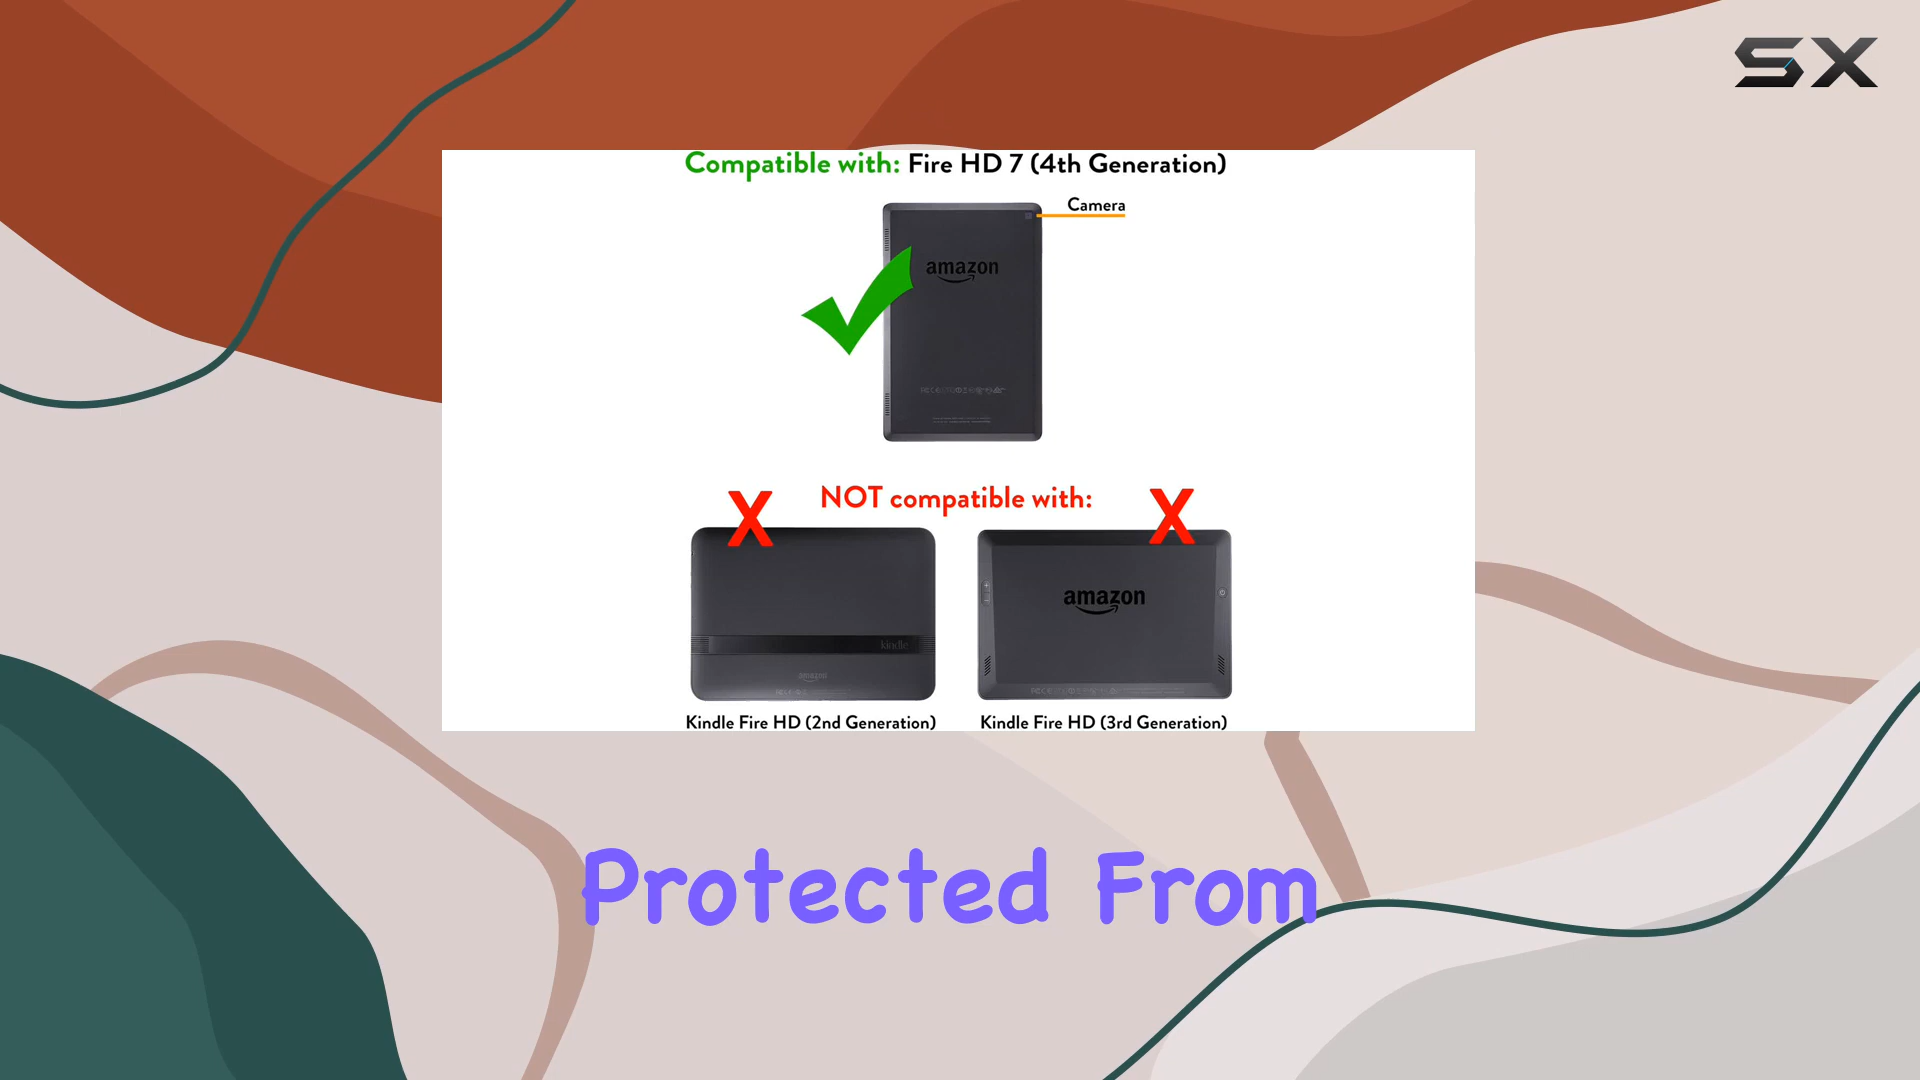 SX
Compatible with: Fire HD 7 (4th Generation)
Camera
amazon
NOT compatible with:
X X
kindle
amazon
amazon
Kindle Fire HD (2nd Generation) Kindle Fire HD (3rd Generation)
Protected From